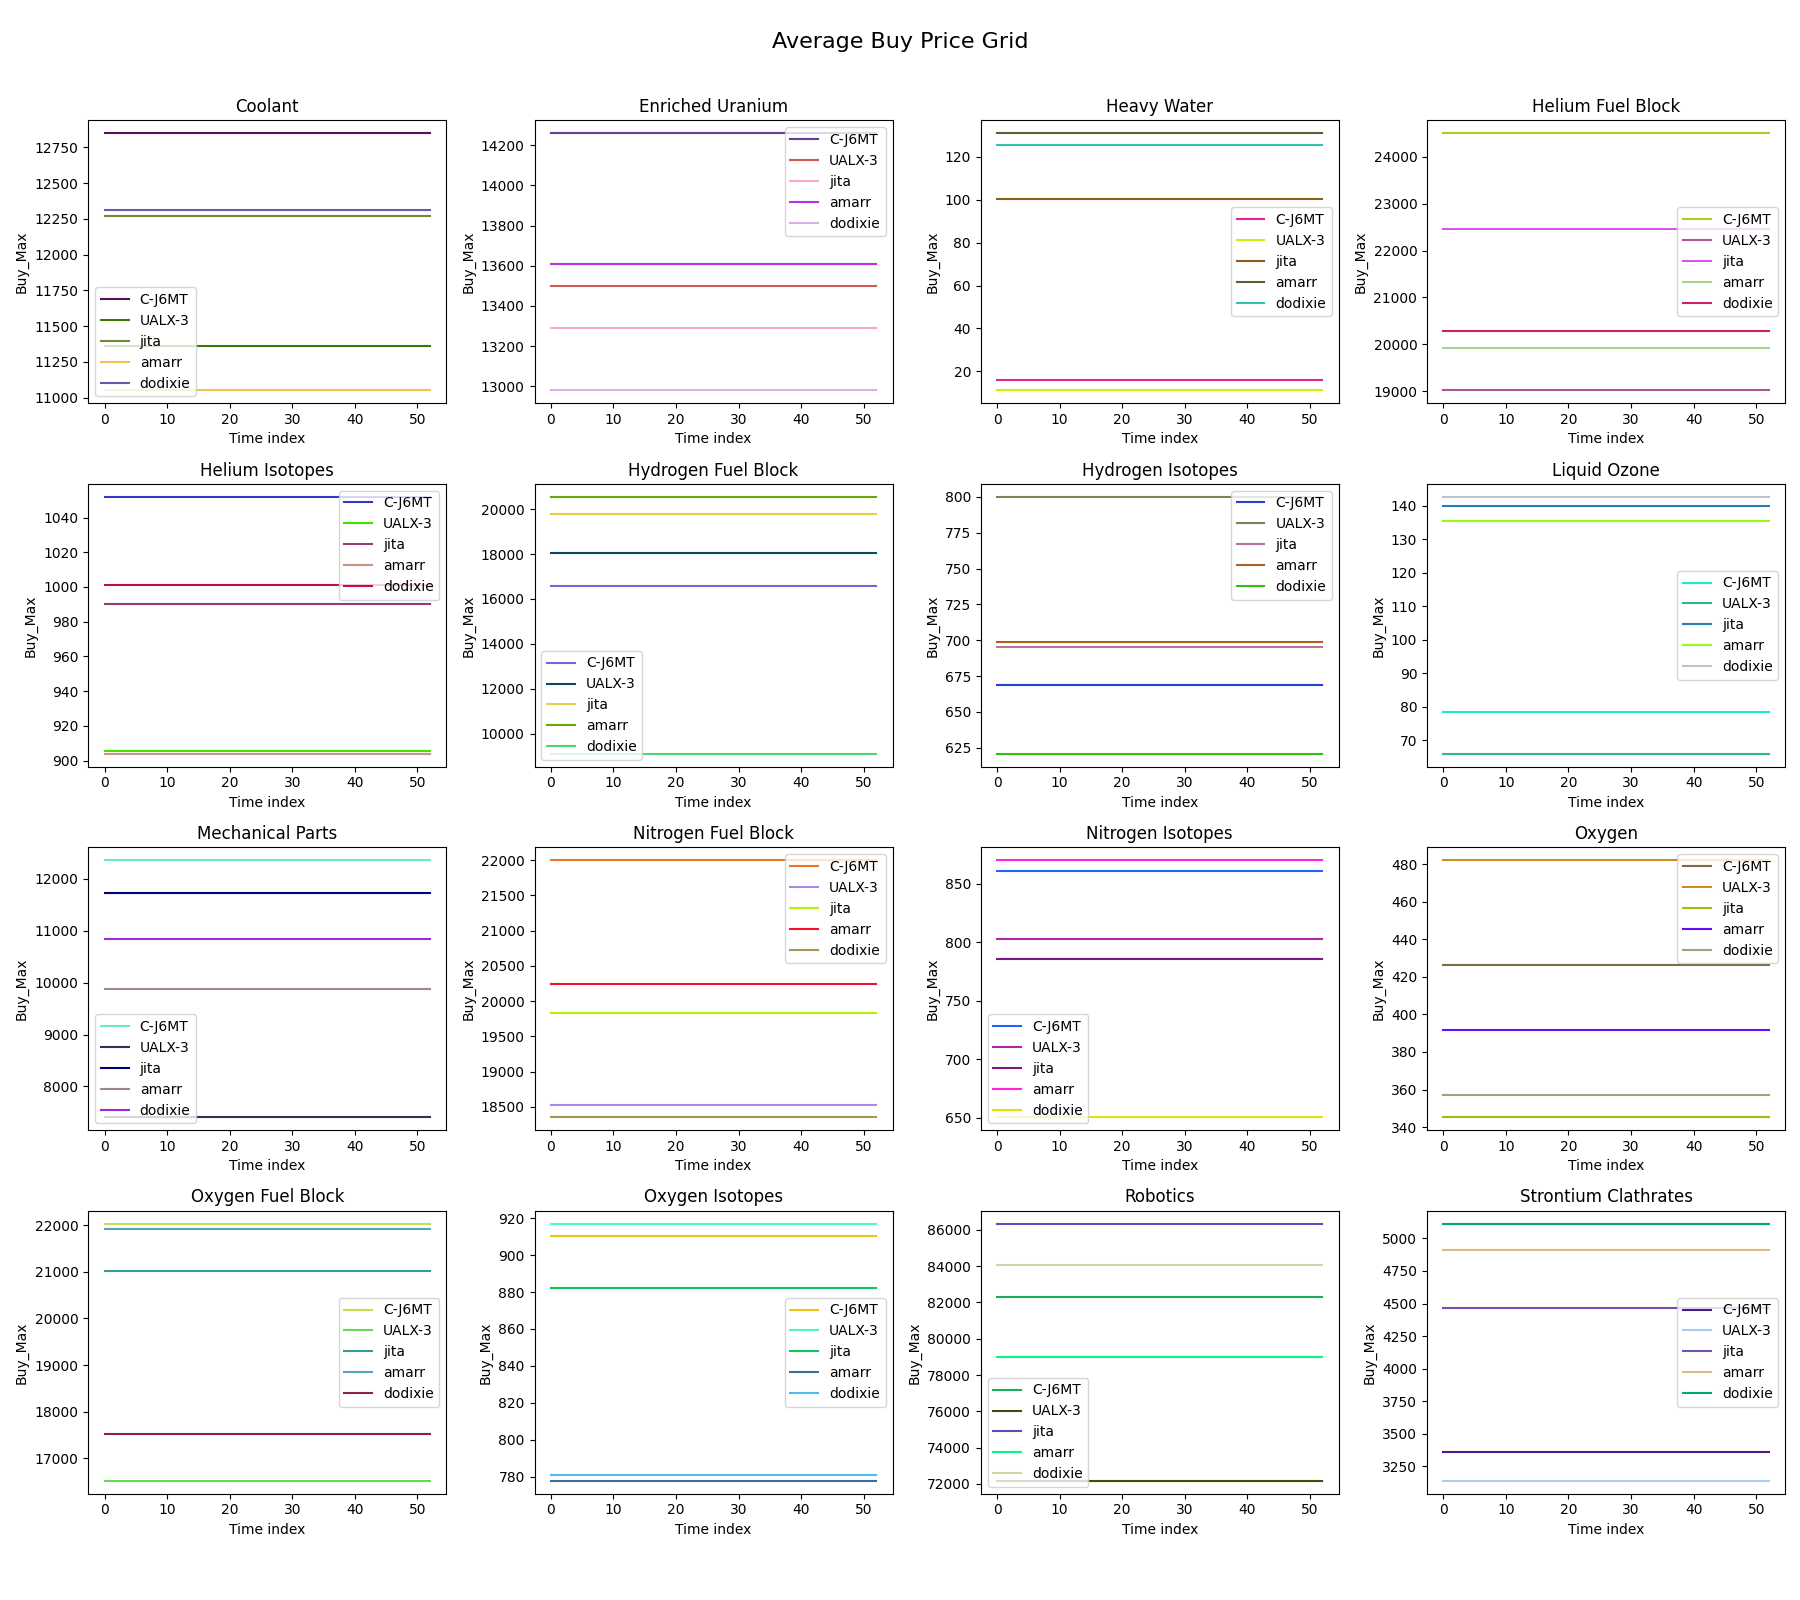 Average Buy Price Grid
Coolant
Buy_Max
12750
12500
12250
12000
11750
11500
11250
11000
C-J6MT
UALX-3
jita
amarr
dodixie
0 10 20 30 40 50
Time index
Enriched Uranium
Buy_Max
14200
14000
13800
13600
13400
13200
13000
C-J6MT
UALX-3
jita
amarr
dodixie
0 10 20 30 40 50
Time index
Heavy Water
Buy_Max
120
100
80
60
40
20
C-J6MT
UALX-3
jita
amarr
dodixie
0 10 20 30 40 50
Time index
Helium Fuel Block
Buy_Max
24000
23000
22000
21000
20000
19000
C-J6MT
UALX-3
jita
amarr
dodixie
0 10 20 30 40 50
Time index
Helium Isotopes
Buy_Max
1040
1020
1000
980
960
940
920
900
C-J6MT
UALX-3
jita
amarr
dodixie
0 10 20 30 40 50
Time index
Hydrogen Fuel Block
Buy_Max
20000
18000
16000
14000
12000
10000
C-J6MT
UALX-3
jita
amarr
dodixie
0 10 20 30 40 50
Time index
Hydrogen Isotopes
Buy_Max
800
775
750
725
700
675
650
625
C-J6MT
UALX-3
jita
amarr
dodixie
0 10 20 30 40 50
Time index
Liquid Ozone
Buy_Max
140
130
120
110
100
90
80
70
C-J6MT
UALX-3
jita
amarr
dodixie
0 10 20 30 40 50
Time index
Mechanical Parts
Buy_Max
12000
11000
10000
9000
8000
C-J6MT
UALX-3
jita
amarr
dodixie
0 10 20 30 40 50
Time index
Nitrogen Fuel Block
Buy_Max
22000
21500
21000
20500
20000
19500
19000
18500
C-J6MT
UALX-3
jita
amarr
dodixie
0 10 20 30 40 50
Time index
Nitrogen Isotopes
Buy_Max
850
800
750
700
650
C-J6MT
UALX-3
jita
amarr
dodixie
0 10 20 30 40 50
Time index
Oxygen
Buy_Max
480
460
440
420
400
380
360
340
C-J6MT
UALX-3
jita
amarr
dodixie
0 10 20 30 40 50
Time index
Oxygen Fuel Block
Buy_Max
22000
21000
20000
19000
18000
17000
C-J6MT
UALX-3
jita
amarr
dodixie
0 10 20 30 40 50
Time index
Oxygen Isotopes
Buy_Max
920
900
880
860
840
820
800
780
C-J6MT
UALX-3
jita
amarr
dodixie
0 10 20 30 40 50
Time index
Robotics
Buy_Max
86000
84000
82000
80000
78000
76000
74000
72000
C-J6MT
UALX-3
jita
amarr
dodixie
0 10 20 30 40 50
Time index
Strontium Clathrates
Buy_Max
5000
4750
4500
4250
4000
3750
3500
3250
C-J6MT
UALX-3
jita
amarr
dodixie
0 10 20 30 40 50
Time index